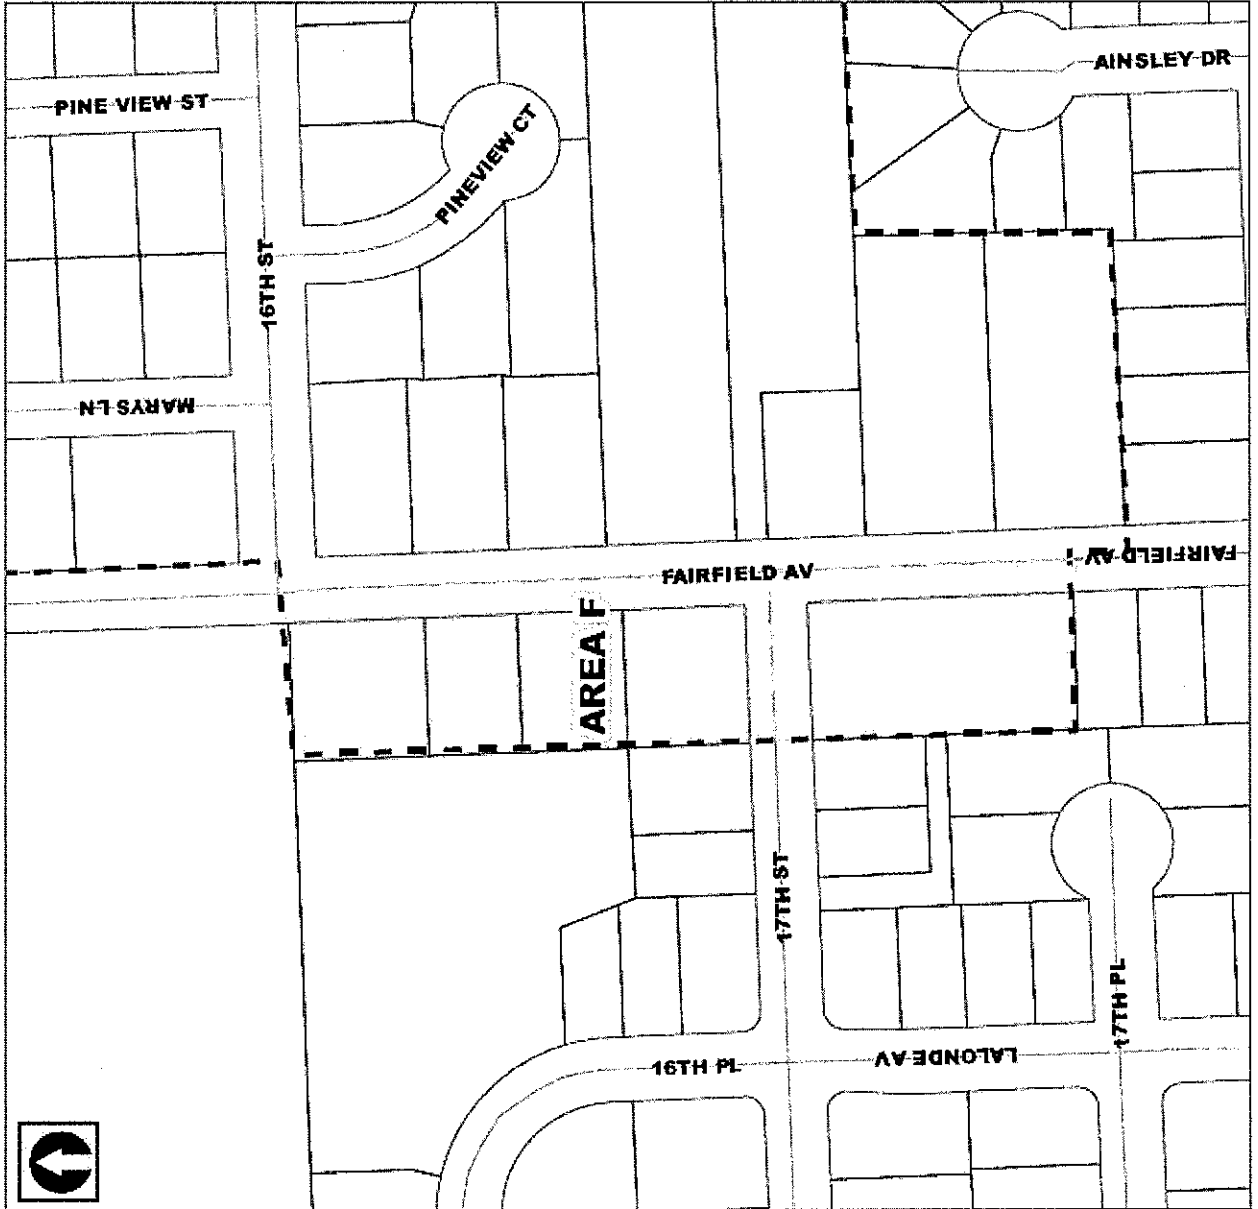 AINSLEY DR
PINE VIEW ST
PINEVIEW CT
16TH ST
MARYS LN
FAIRFIELD AV
FAIRFIELD AV
AREA F
17TH ST
17TH PL
16TH PL
LALONDE AV